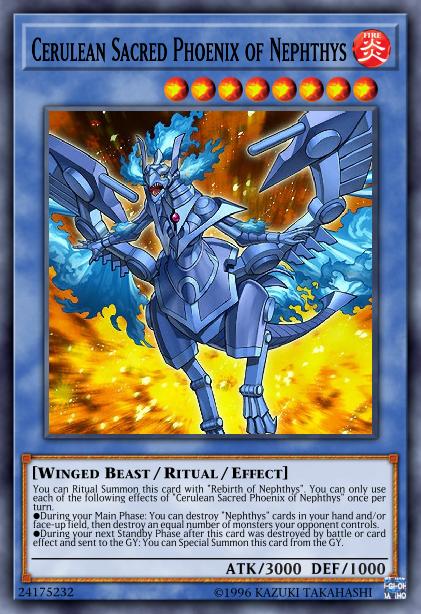 Cerulean Sacred Phoenix of Nephthys
FIRE
炎
[Winged Beast / Ritual / Effect]
You can Ritual Summon this card with "Rebirth of Nephthys". You can only use
each of the following effects of "Cerulean Sacred Phoenix of Nephthys" once per
turn.
●During your Main Phase: You can destroy "Nephthys" cards in your hand and/or
face-up field, then destroy an equal number of monsters your opponent controls.
●During your next Standby Phase after this card was destroyed by battle or card
effect and sent to the GY: You can Special Summon this card from the GY.
ATK/3000 DEF/1000
24175232
©1996 KAZUKI TAKAHASHI